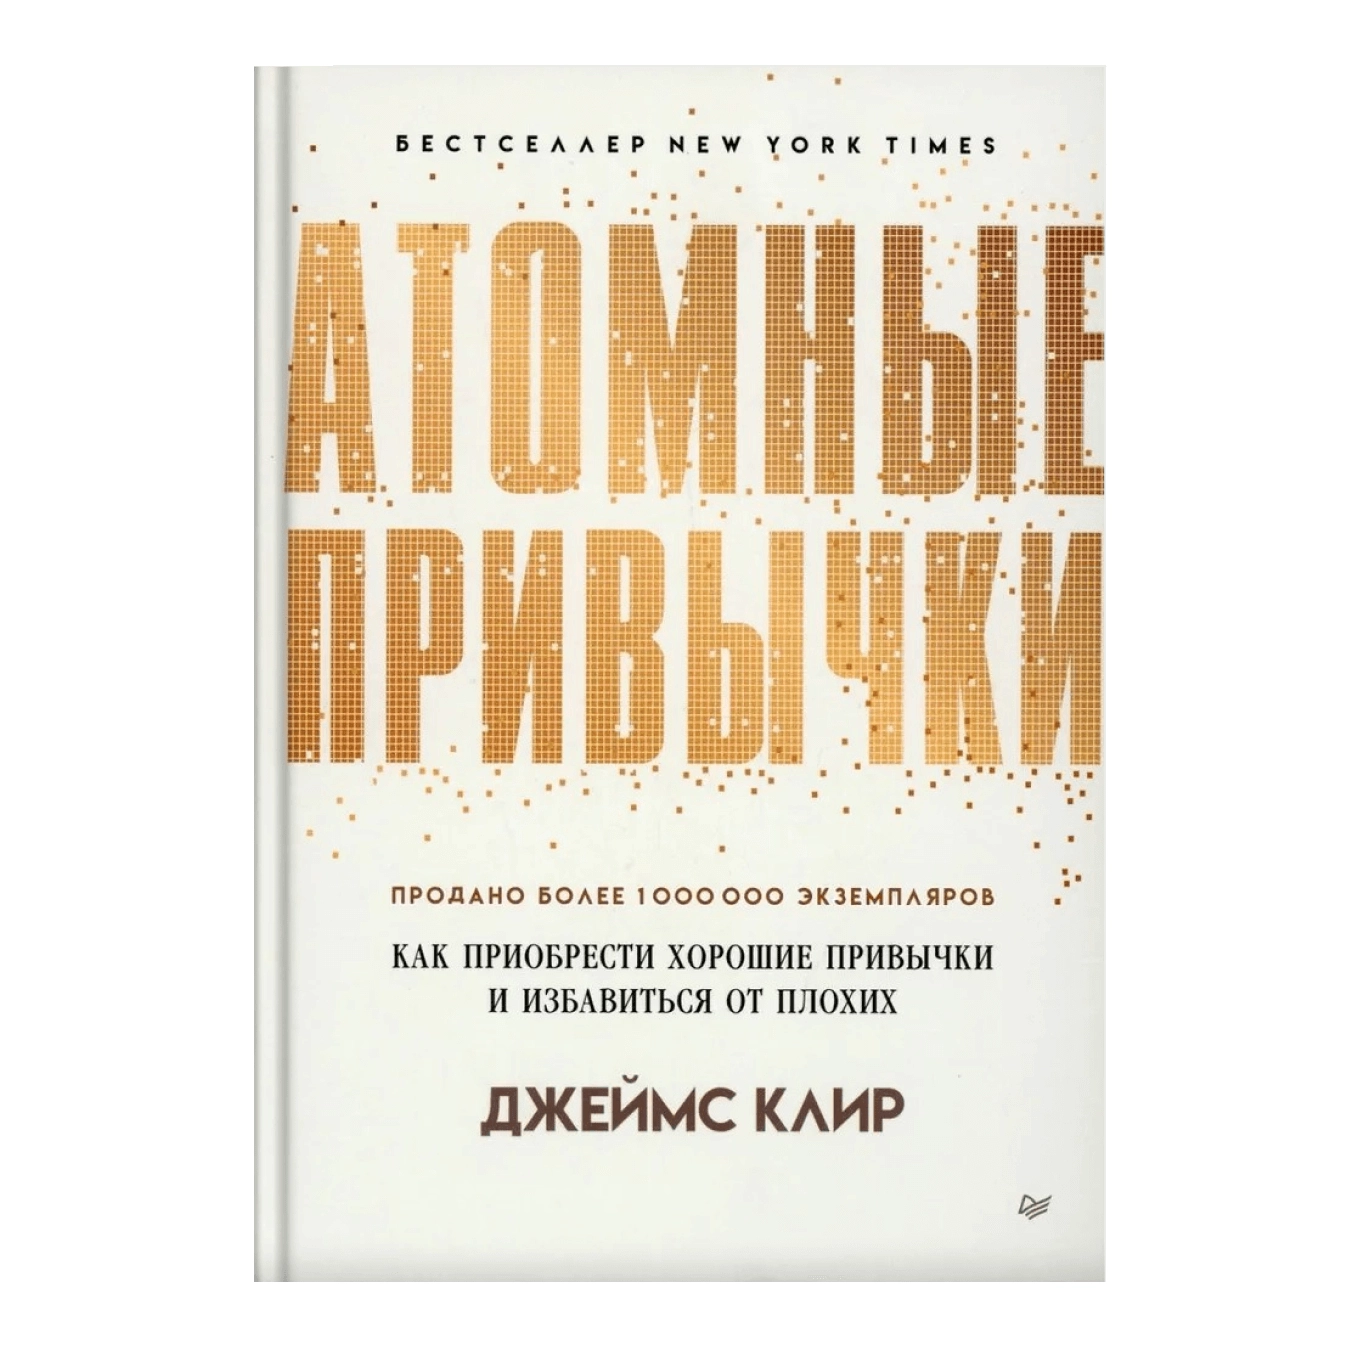 БЕСТСЕЛЛЕР NEW YORK TIMES
АТОМНЫЕ
ПРИВЫЧКИ
ПРОДАНО БОЛЕЕ 1 000 000 ЭКЗЕМПЛЯРОВ
КАК ПРИОБРЕСТИ ХОРОШИЕ ПРИВЫЧКИ
И ИЗБАВИТЬСЯ ОТ ПЛОХИХ
ДЖЕЙМС КЛИР